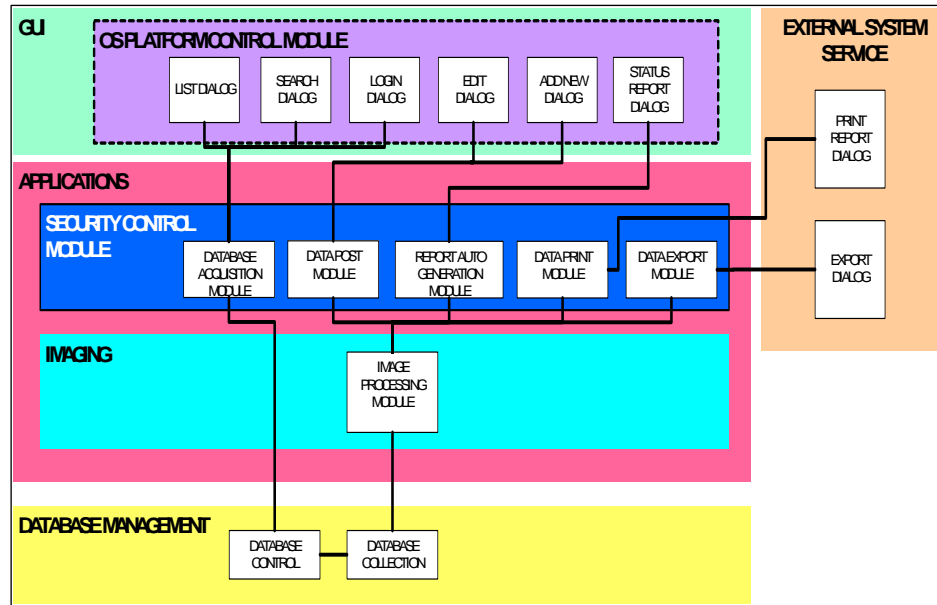 GUI
OS PLATFORM CONTROL MODULE
LIST DIALOG
SEARCH
DIALOG
LOGIN
DIALOG
EDIT
DIALOG
ADD NEW
DIALOG
STATUS
REPORT
DIALOG
EXTERNAL SYSTEM
SERVICE
PRINT
REPORT
DIALOG
EXPORT
DIALOG
APPLICATIONS
SECURITY CONTROL
MODULE
DATABASE
ACQUISITION
MODULE
DATA POST
MODULE
REPORT AUTO
GENERATION
MODULE
DATA PRINT
MODULE
DATA EXPORT
MODULE
IMAGING
IMAGE
PROCESSING
MODULE
DATABASE MANAGEMENT
DATABASE
CONTROL
DATABASE
COLLECTION